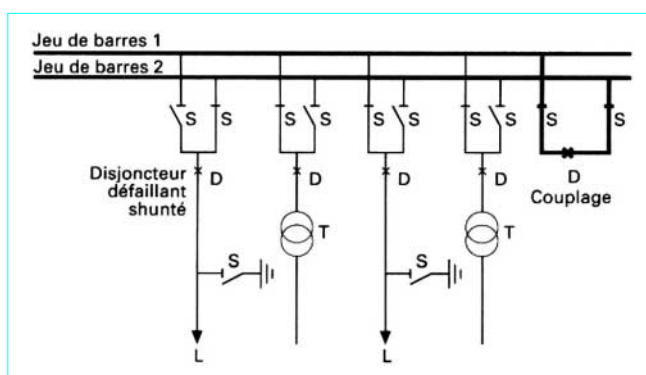 Jeu de barres 1
Jeu de barres 2
S S S S S S S S S S
Disjoncteur
défaillant
shunté
D D D D
Couplage
T T
S S
L L